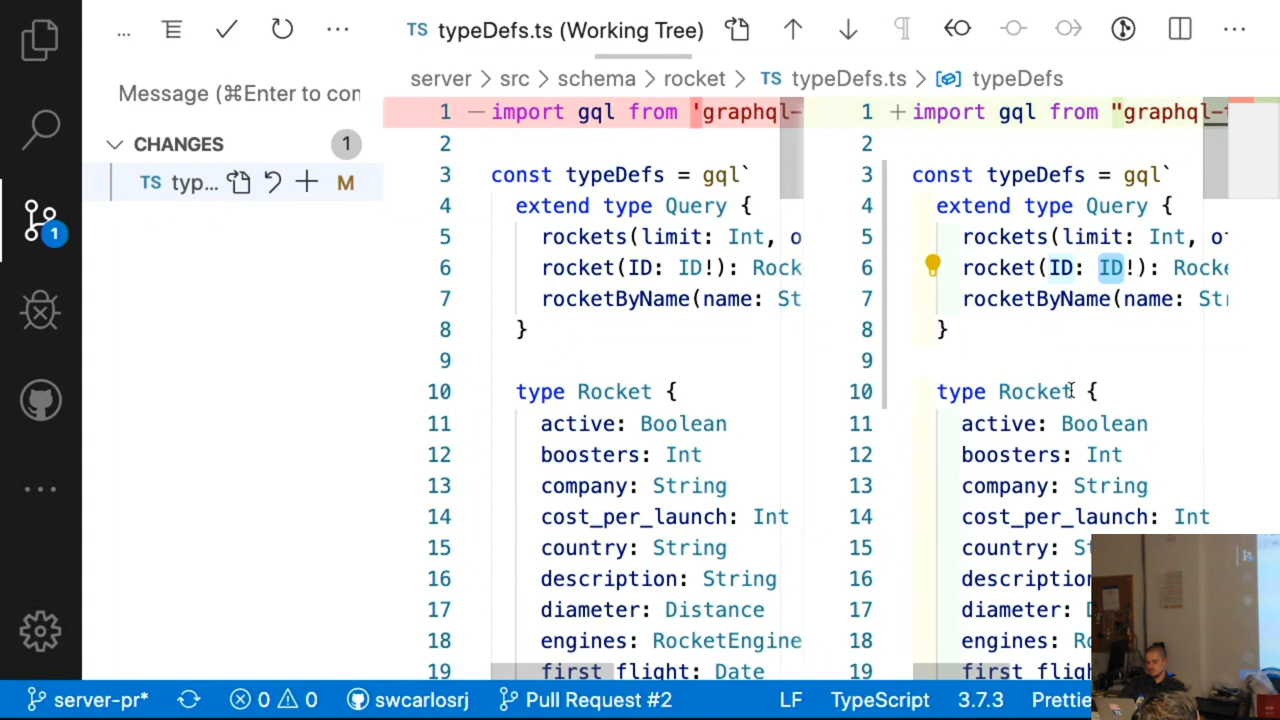 TS typeDefs.ts (Working Tree)
Message (⌘Enter to con
server > src > schema > rocket > TS typeDefs.ts > typeDefs
CHANGES 1
TS typ... M
1
1 — import gql from 'graphql-
2
3 const typeDefs = gql`
4 extend type Query {
5 rockets(limit: Int, o
6 rocket(ID: ID!): Rock
7 rocketByName(name: St
8 }
9
10 type Rocket {
11 active: Boolean
12 boosters: Int
13 company: String
14 cost_per_launch: Int
15 country: String
16 description: String
17 diameter: Distance
18 engines: RocketEngine
19 first_flight: Date
1 + import gql from "graphql-t
2
3 const typeDefs = gql`
4 extend type Query {
5 rockets(limit: Int, o
6 rocket(ID: ID!): Rocke
7 rocketByName(name: Str
8 }
9
10 type Rocket {
11 active: Boolean
12 boosters: Int
13 company: String
14 cost_per_launch: Int
15 country: St
16 description
17 diameter: D
18 engines: Ro
19 first_fligh
server-pr* 0 0 swcarlosrj Pull Request #2 LF TypeScript 3.7.3 Prettie